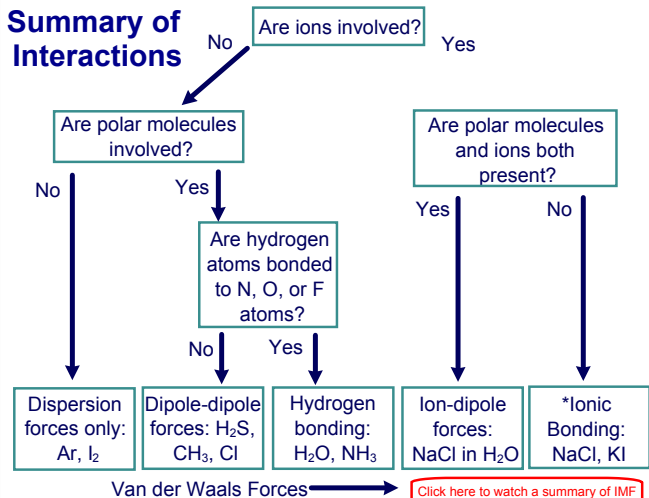 Summary of
Interactions
Are ions involved?
No
Yes
Are polar molecules
involved?
Are polar molecules
and ions both
present?
No
Yes
Yes
No
Are hydrogen
atoms bonded
to N, O, or F
atoms?
No
Yes
Dispersion
forces only:
Ar, I₂
Dipole-dipole
forces: H₂S,
CH₃, Cl
Hydrogen
bonding:
H₂O, NH₃
Ion-dipole
forces:
NaCl in H₂O
*Ionic
Bonding:
NaCl, KI
Van der Waals Forces
Click here to watch a summary of IMF